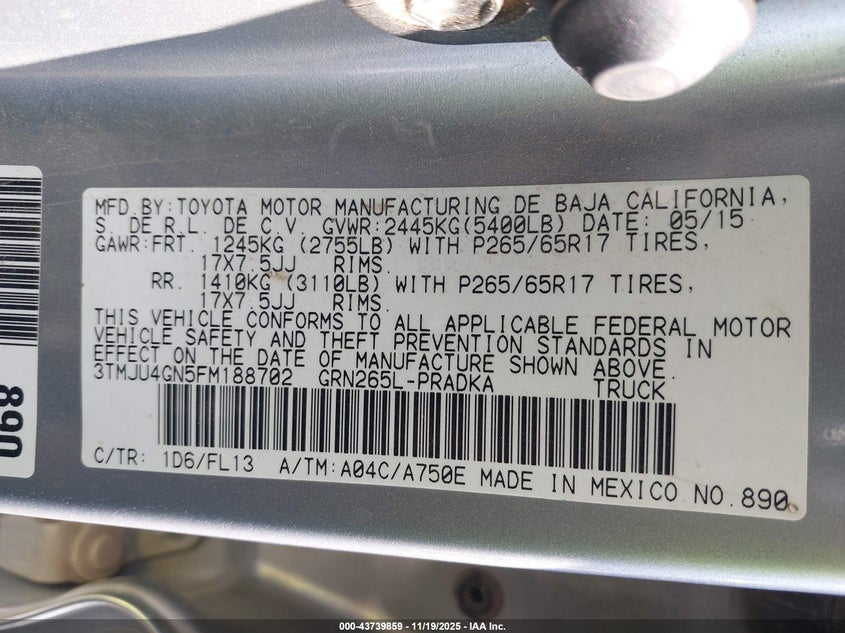 MFD.BY:TOYOTA MOTOR MANUFACTURING DE BAJA CALIFORNIA,
S. DE R.L. DE C.V. GVWR:2445KG(5400LB) DATE: 05/15
GAWR:FRT. 1245KG (2755LB) WITH P265/65R17 TIRES,
17X7.5JJ RIMS.
RR. 1410KG (3110LB) WITH P265/65R17 TIRES,
17X7.5JJ RIMS.
THIS VEHICLE CONFORMS TO ALL APPLICABLE FEDERAL MOTOR
VEHICLE SAFETY AND THEFT PREVENTION STANDARDS IN
EFFECT ON THE DATE OF MANUFACTURE SHOWN ABOVE.
3TMJU4GN5FM188702 GRN265L-PRADKA TRUCK
C/TR: 1D6/FL13 A/TM:A04C/A750E MADE IN MEXICO NO.890
890
000-43739859 | 11/19/2025 - IAA Inc.